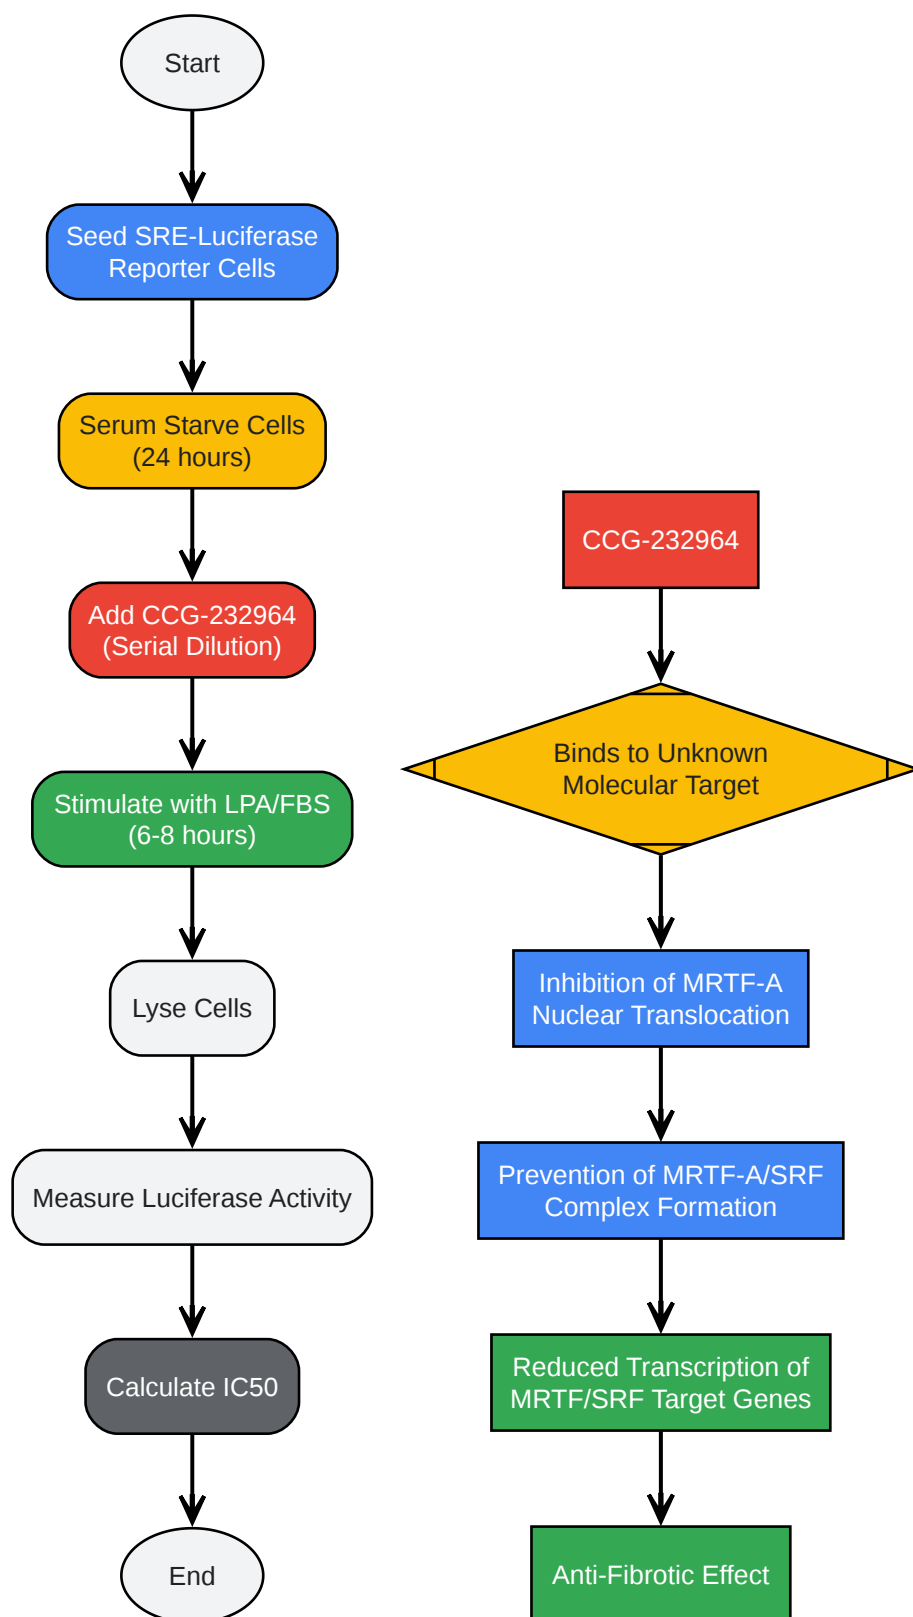 Start
Seed SRE-Luciferase
Reporter Cells
Serum Starve Cells
(24 hours)
Add CCG-232964
(Serial Dilution)
Stimulate with LPA/FBS
(6-8 hours)
Lyse Cells
Measure Luciferase Activity
Calculate IC50
End
CCG-232964
Binds to Unknown
Molecular Target
Inhibition of MRTF-A
Nuclear Translocation
Prevention of MRTF-A/SRF
Complex Formation
Reduced Transcription of
MRTF/SRF Target Genes
Anti-Fibrotic Effect